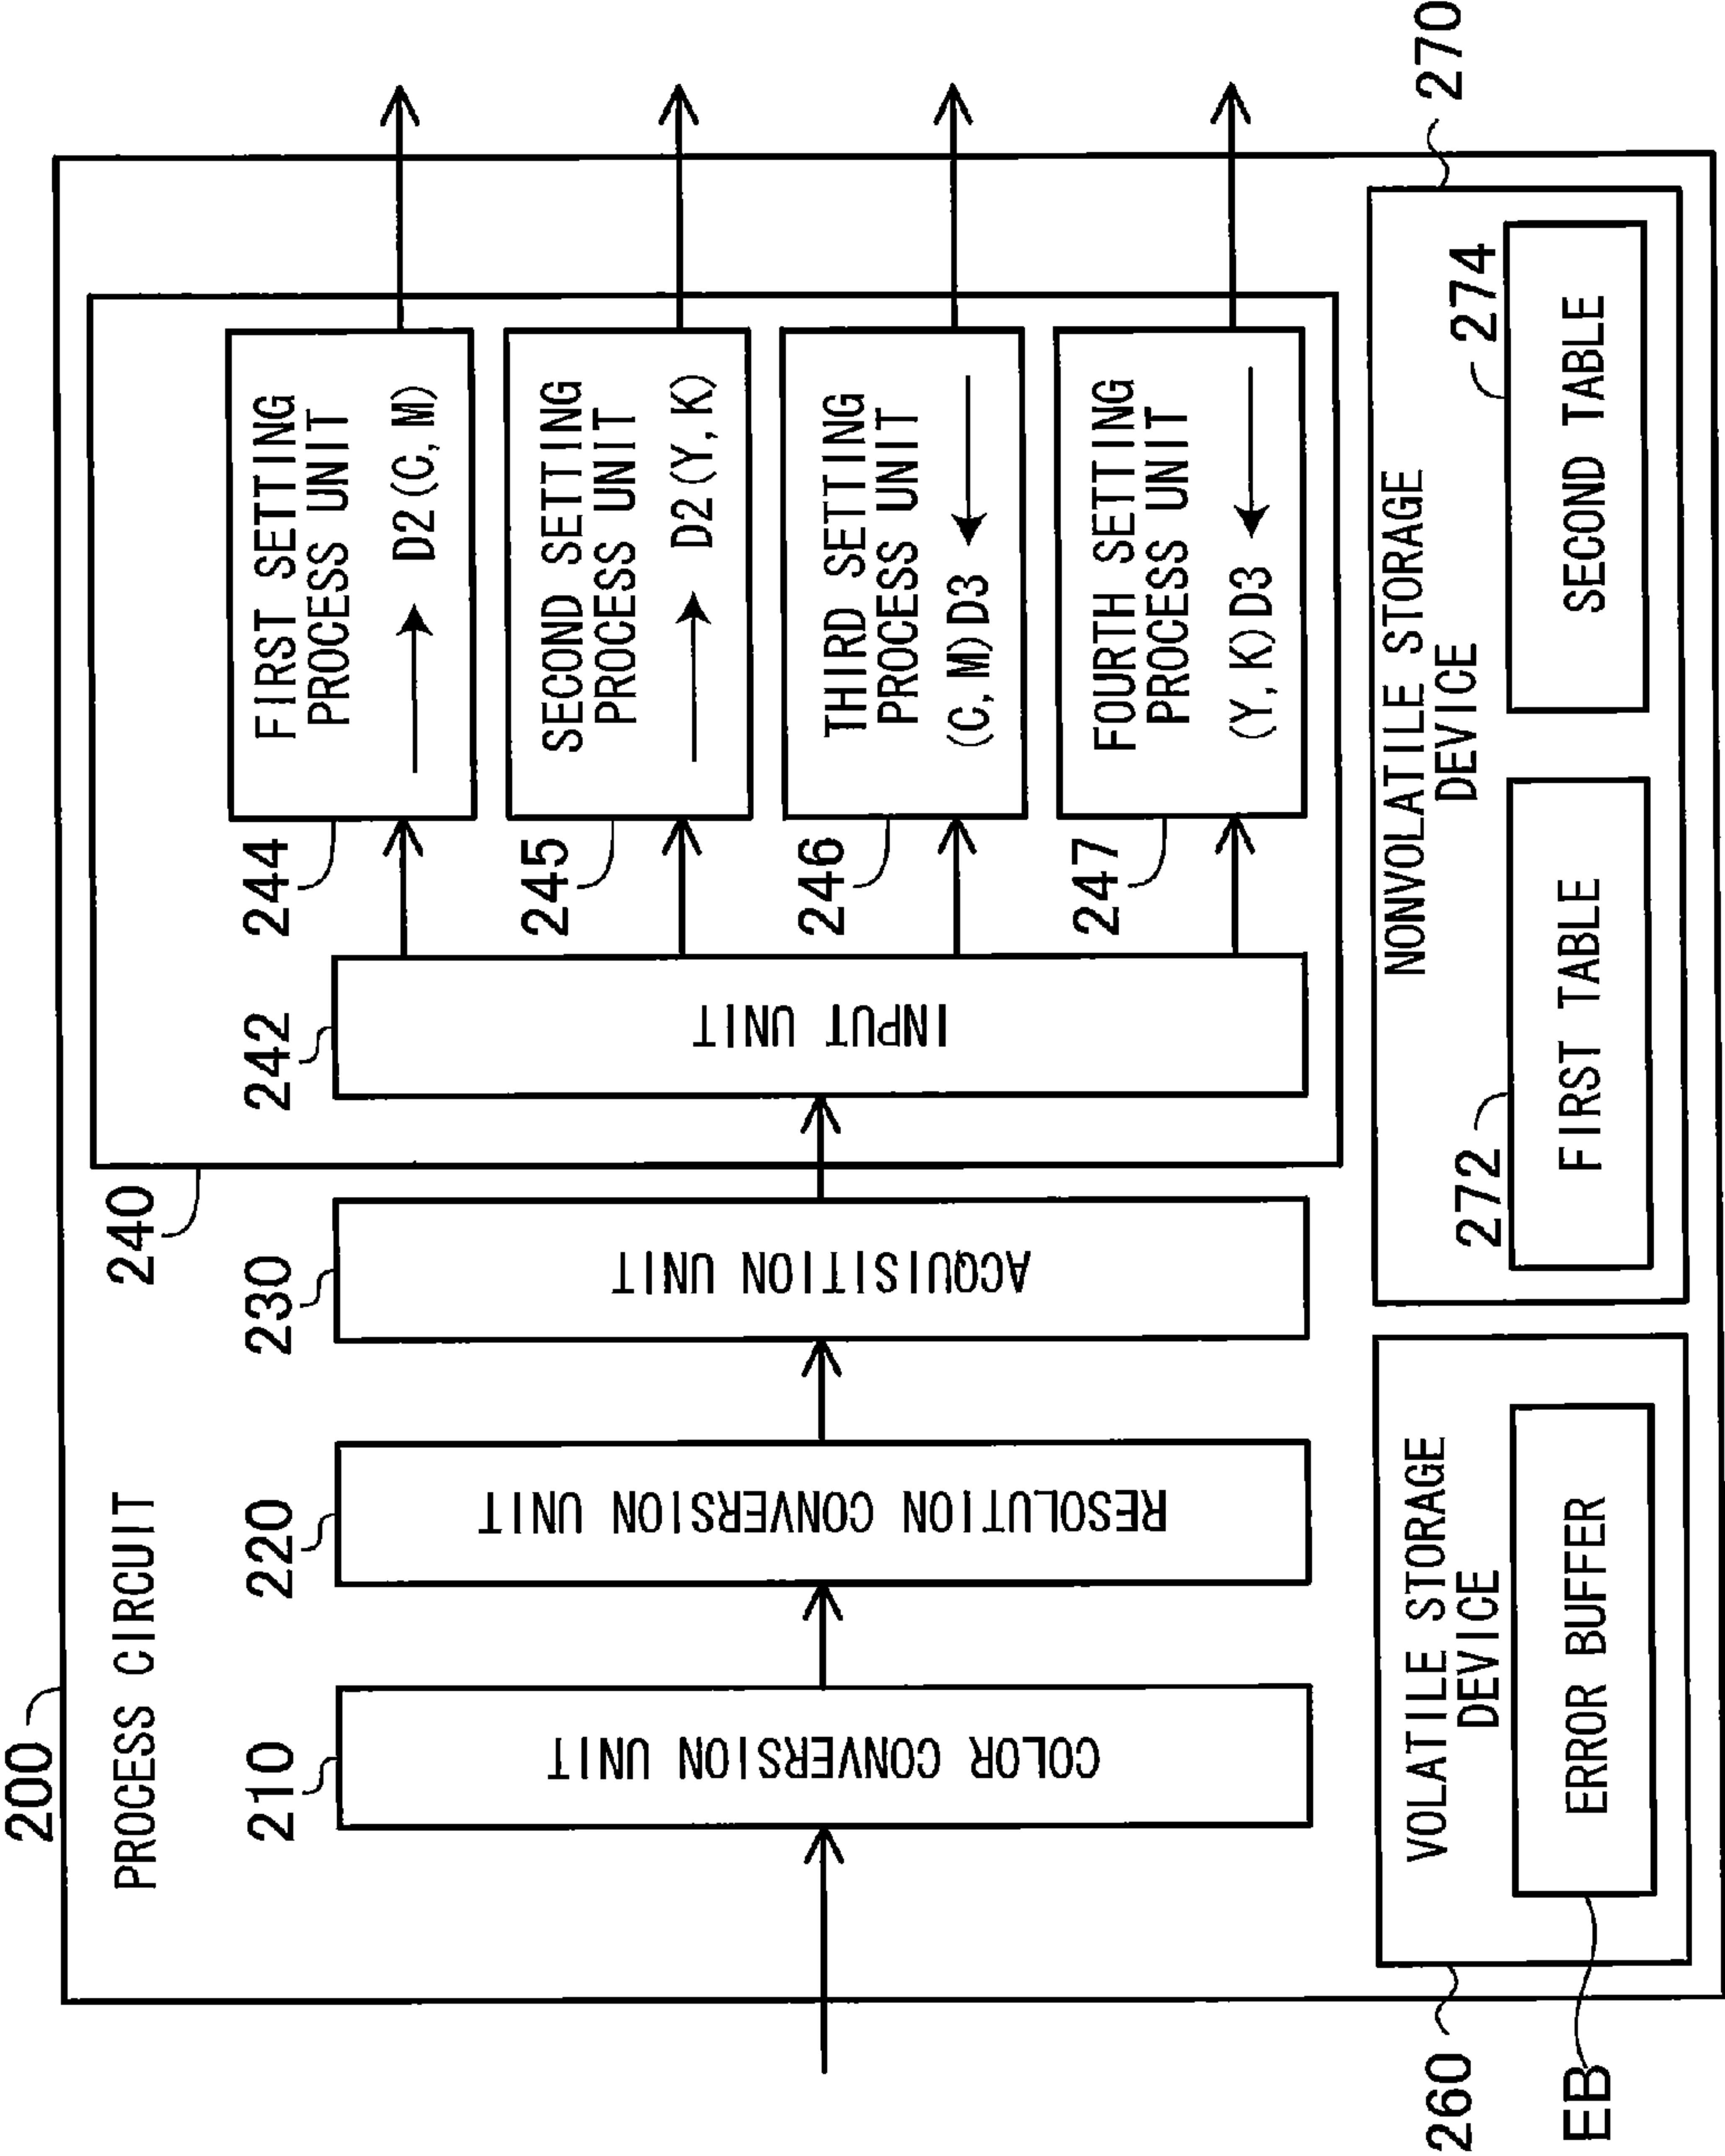 200
PROCESS CIRCUIT
210
COLOR CONVERSION UNIT
220
RESOLUTION CONVERSION UNIT
230
ACQUISITION UNIT
240
242
INPUT UNIT
244
FIRST SETTING
PROCESS UNIT
D2(C,M)
245
SECOND SETTING
PROCESS UNIT
D2(Y,K)
246
THIRD SETTING
PROCESS UNIT
(C,M)D3
247
FOURTH SETTING
PROCESS UNIT
(Y,K)D3
260
VOLATILE STORAGE
DEVICE
EB
ERROR BUFFER
270
NONVOLATILE STORAGE
DEVICE
272
FIRST TABLE
274
SECOND TABLE